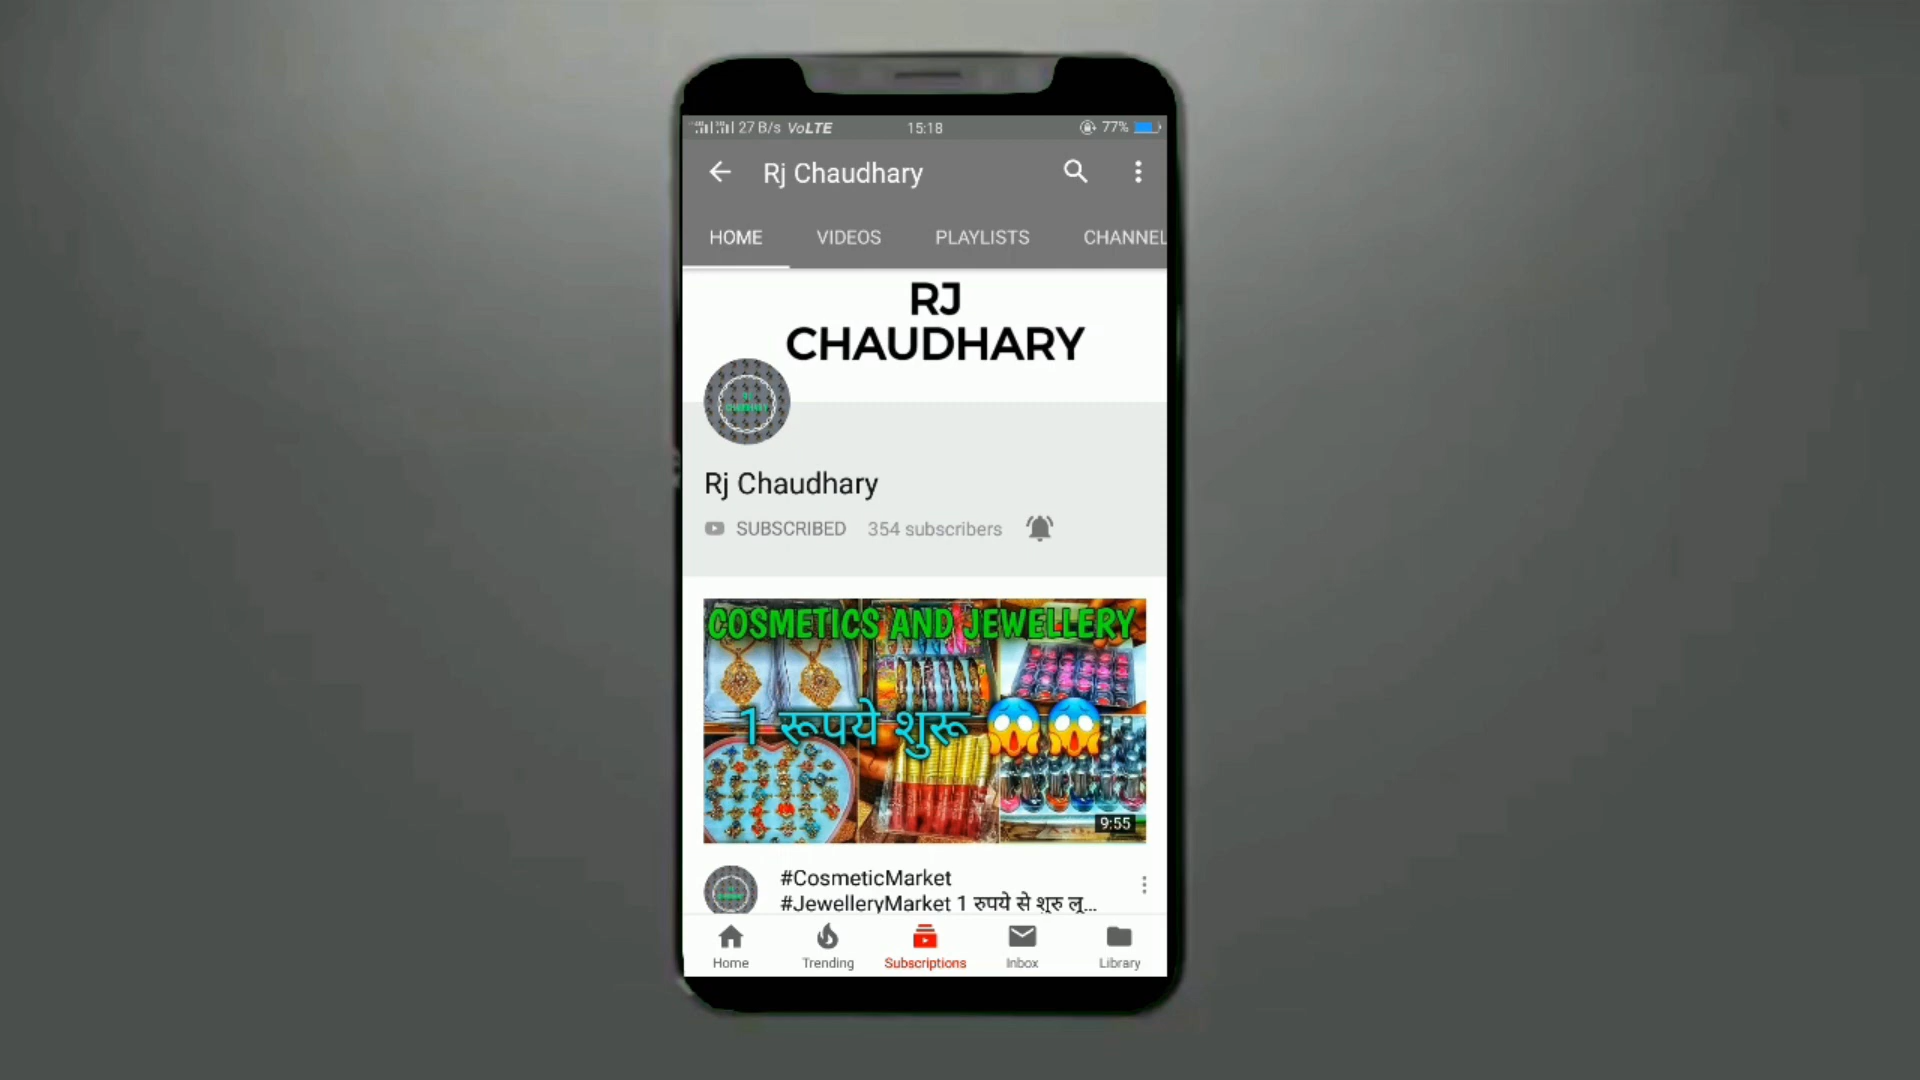 27 B/s VoLTE 15:18 77%
Rj Chaudhary
HOME VIDEOS PLAYLISTS CHANNEL
RJ
CHAUDHARY
Rj Chaudhary
SUBSCRIBED 354 subscribers
COSMETICS AND JEWELLERY
1 रूपये शुरू 😱😱
9:55
#CosmeticMarket
#JewelleryMarket 1 रुपये से शुरु लू...
Home Trending Subscriptions Inbox Library